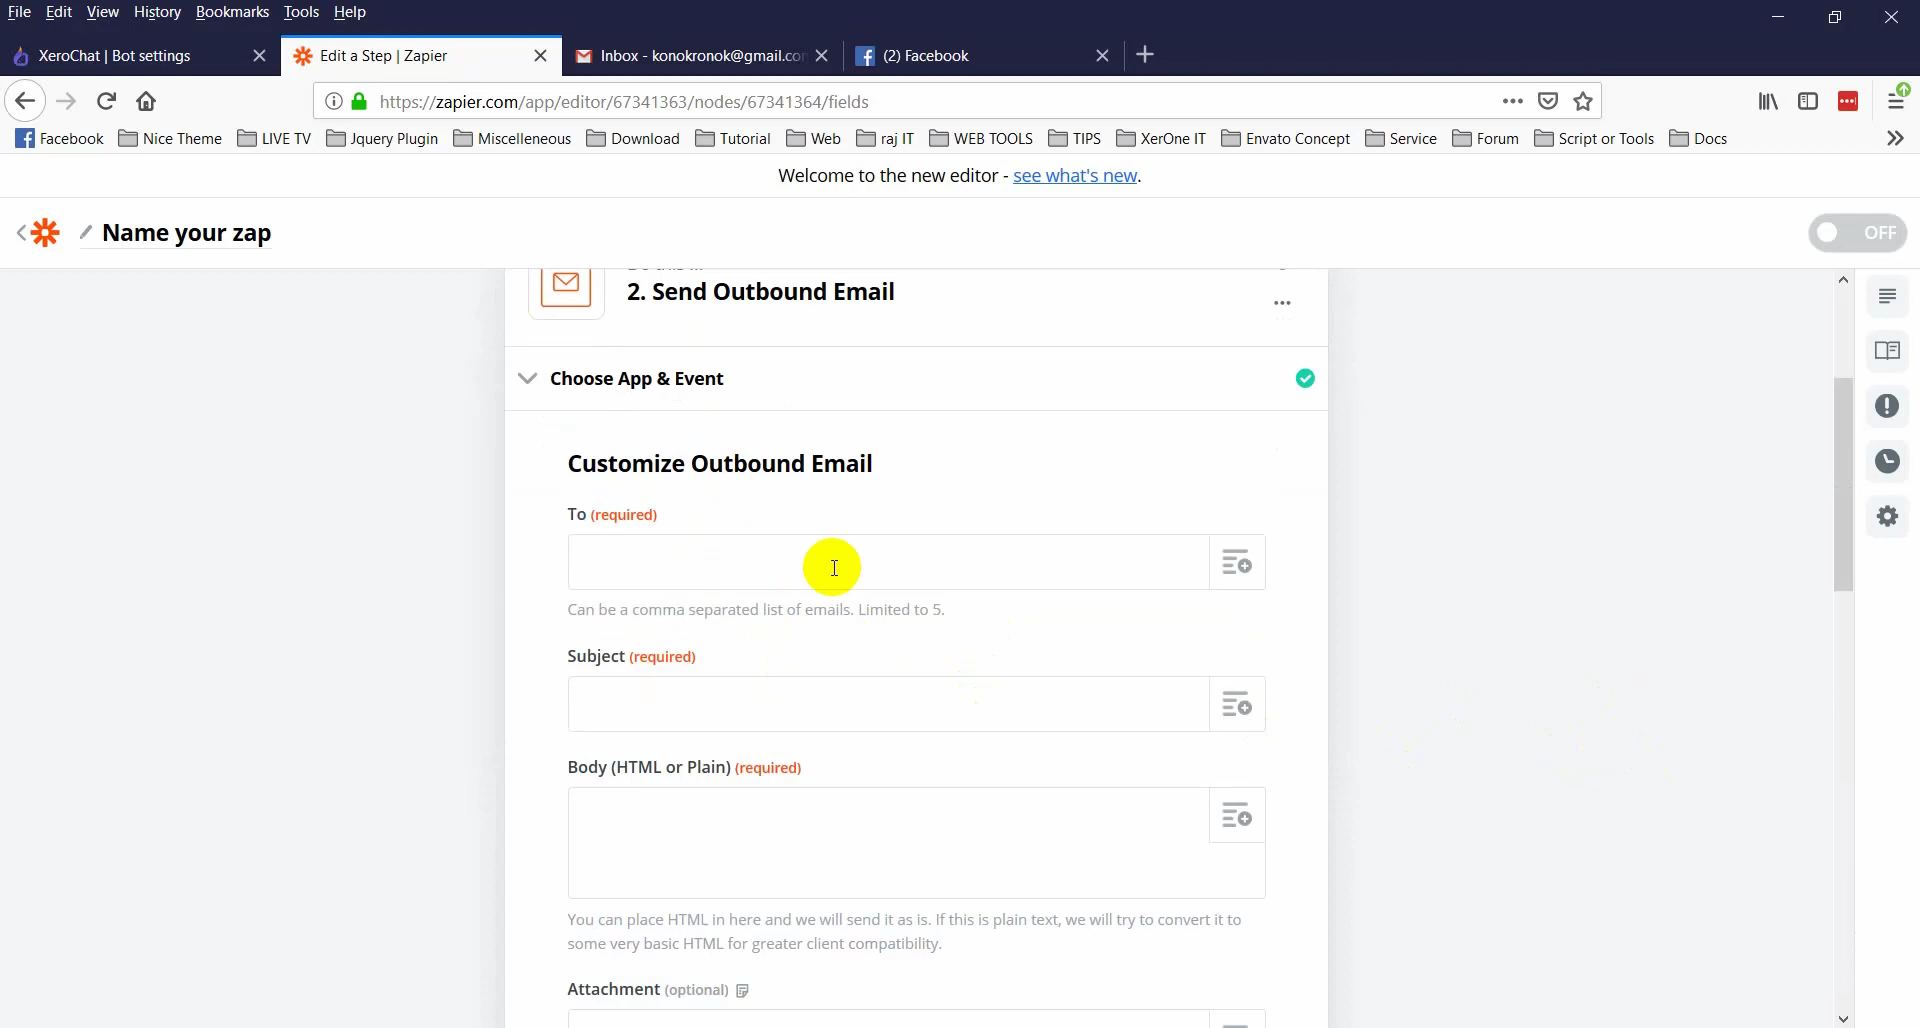 File Edit View History Bookmarks Tools Help
XeroChat | Bot settings
Edit a Step | Zapier
Inbox - konokronok@gmail.co
(2) Facebook
https://zapier.com/app/editor/67341363/nodes/67341364/fields
Facebook Nice Theme LIVE TV Jquery Plugin Miscelleneous Download Tutorial Web raj IT WEB TOOLS TIPS XerOne IT Envato Concept Service Forum Script or Tools Docs
Welcome to the new editor - see what's new.
Name your zap
OFF
2. Send Outbound Email
Choose App & Event
Customize Outbound Email
To (required)
Can be a comma separated list of emails. Limited to 5.
Subject (required)
Body (HTML or Plain) (required)
You can place HTML in here and we will send it as is. If this is plain text, we will try to convert it to
some very basic HTML for greater client compatibility.
Attachment (optional)